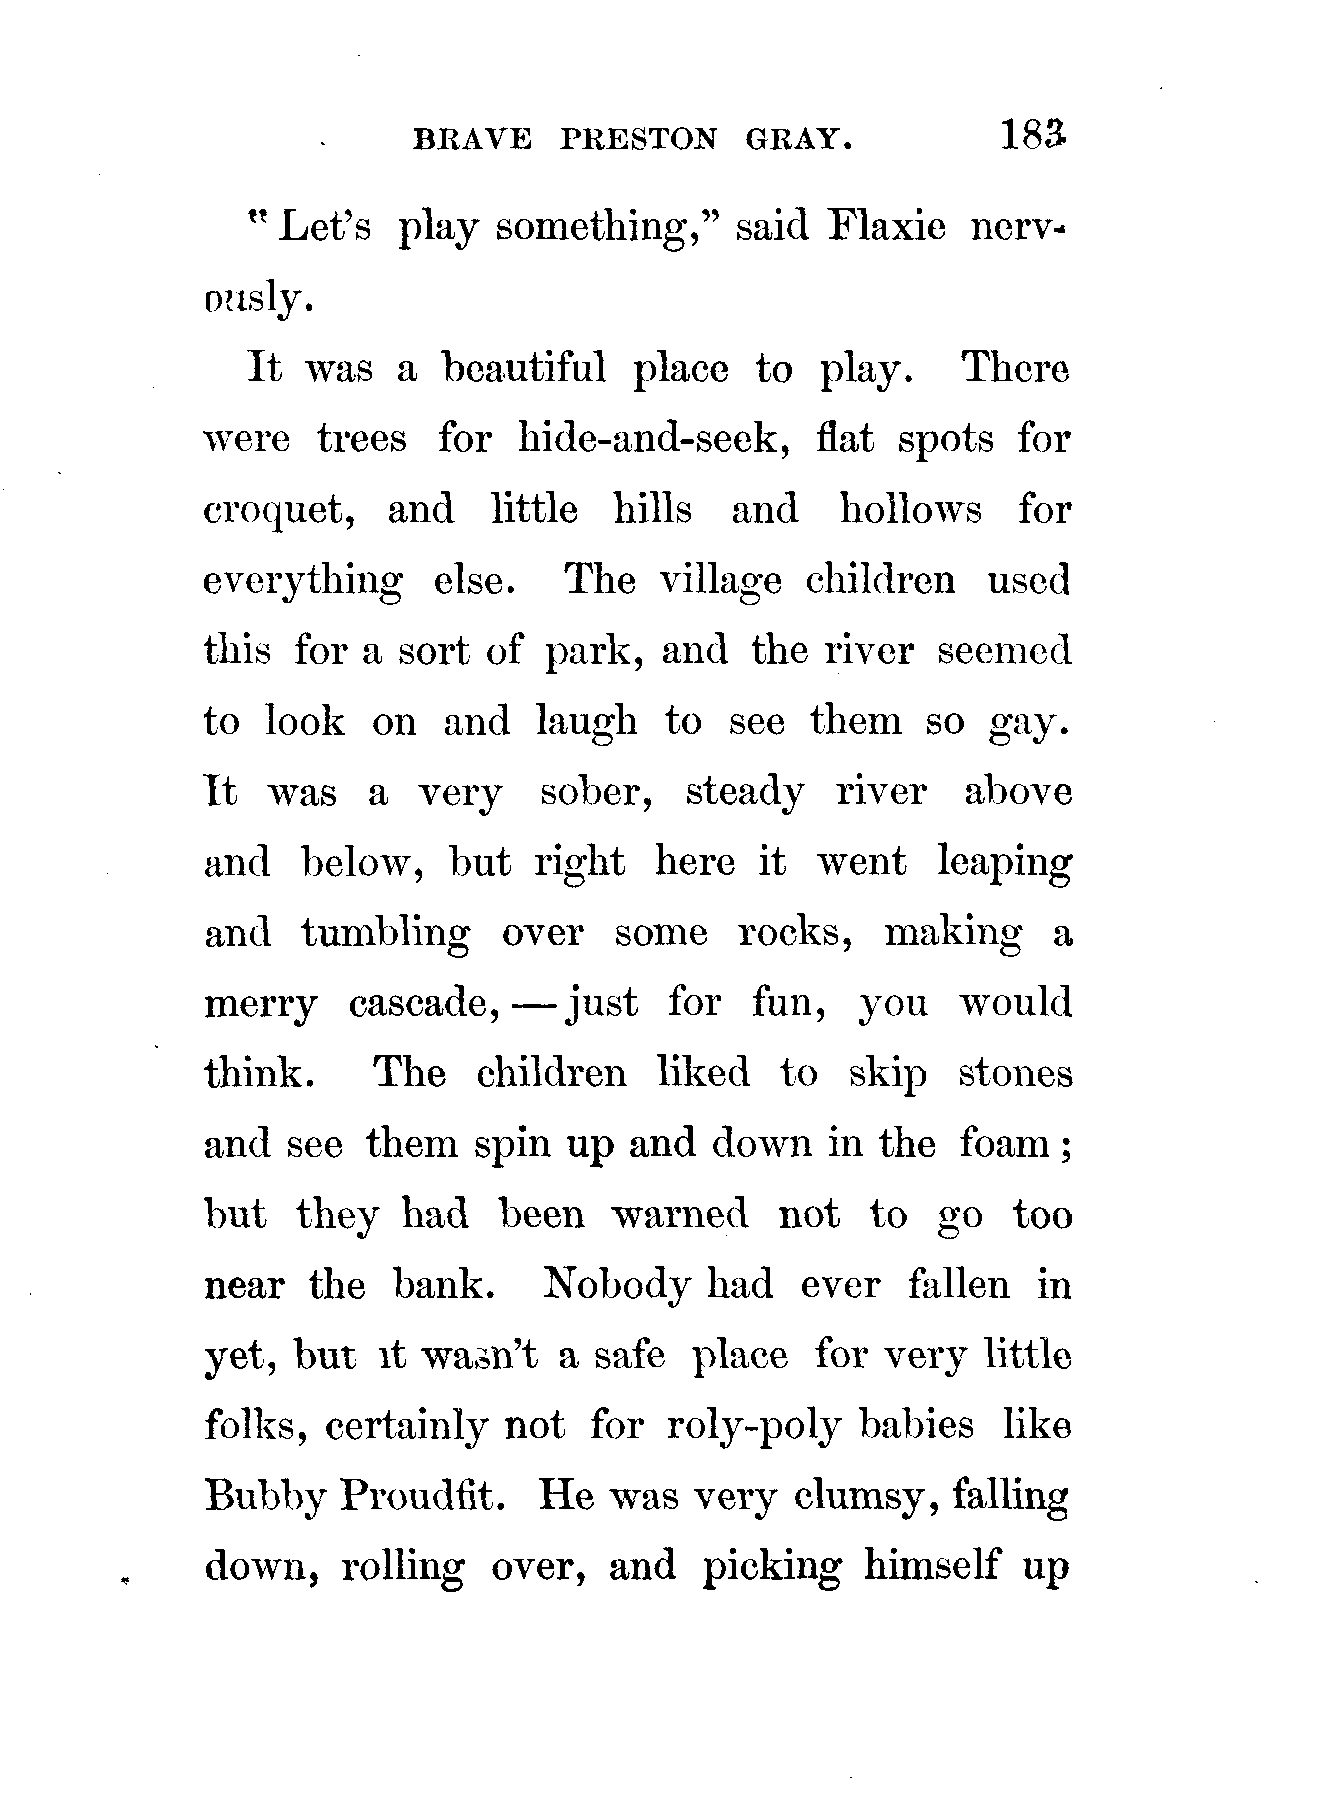 BRAVE PRESTON GRAY. 183
"Let's play something," said Flaxie nerv-
ously.
It was a beautiful place to play. There
were trees for hide-and-seek, flat spots for
croquet, and little hills and hollows for
everything else. The village children used
this for a sort of park, and the river seemed
to look on and laugh to see them so gay.
It was a very sober, steady river above
and below, but right here it went leaping
and tumbling over some rocks, making a
merry cascade, — just for fun, you would
think. The children liked to skip stones
and see them spin up and down in the foam;
but they had been warned not to go too
near the bank. Nobody had ever fallen in
yet, but it wasn't a safe place for very little
folks, certainly not for roly-poly babies like
Bubby Proudfit. He was very clumsy, falling
down, rolling over, and picking himself up